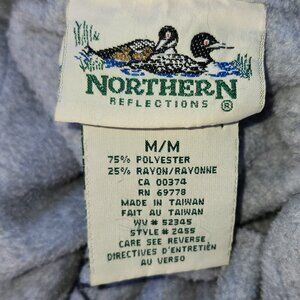 NORTHERN
REFLECTIONS ®
M/M
75% POLYESTER
25% RAYON/RAYONNE
CA 00374
RN 69778
MADE IN TAIWAN
FAIT AU TAIWAN
WV # 52345
STYLE # 2455
CARE SEE REVERSE
DIRECTIVES D'ENTRETIEN
AU VERSO